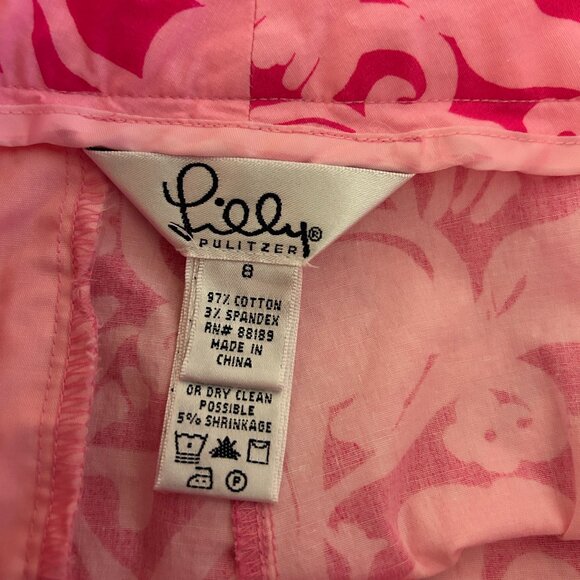 Lilly®
PULITZER
8
97% COTTON
3% SPANDEX
RN# 88189
MADE IN
CHINA
OR DRY CLEAN
POSSIBLE
5% SHRINKAGE
P